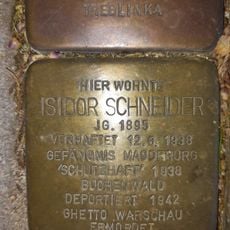 TREBLINKA
HIER WOHNTE
ISIDOR SCHNEIDER
JG. 1895
VERHAFTET 12.6.1938
GEFÄNGNIS MAGDEBURG
'SCHUTZHAFT' 1938
BUCHENWALD
DEPORTIERT 1942
GHETTO WARSCHAU
ERMORDET